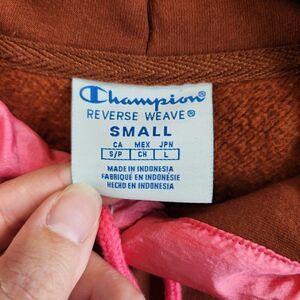 Champion®
REVERSE WEAVE®
SMALL
CA MEX JPN
S/P CH L
MADE IN INDONESIA
FABRIQUÉ EN INDONÉSIE
HECHO EN INDONESIA